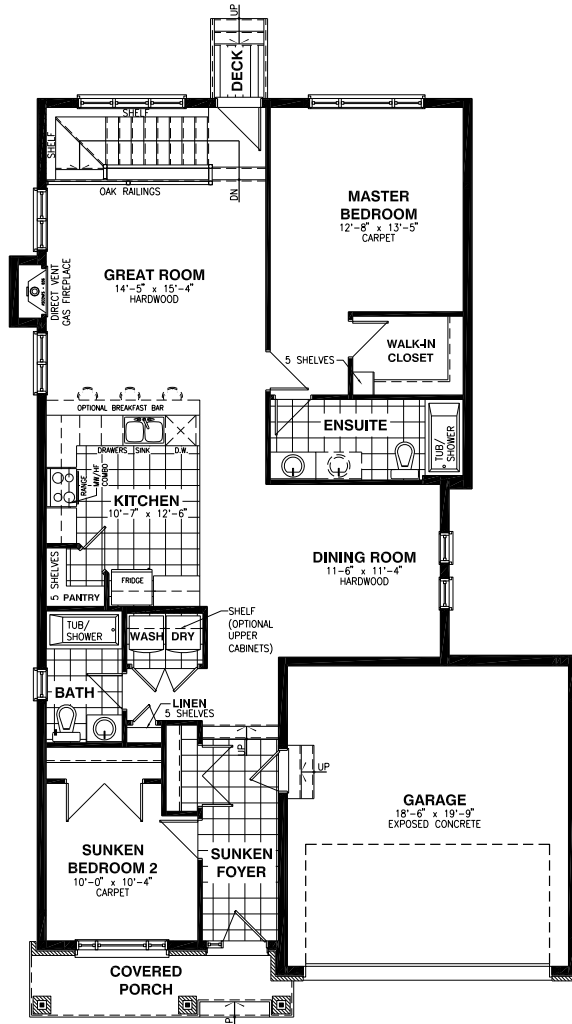 UP
DECK
SHELF
SHELF
OAK RAILINGS
DN
MASTER
BEDROOM
12'-8" x 13'-5"
CARPET
GREAT ROOM
14'-5" x 15'-4"
HARDWOOD
DIRECT VENT
GAS FIREPLACE
WALK-IN
CLOSET
5 SHELVES
OPTIONAL BREAKFAST BAR
ENSUITE
TUB/
SHOWER
DRAWERS SINK D.W.
RANGE
MW/HF
COMBO
KITCHEN
10'-7" x 12'-6"
DINING ROOM
11'-6" x 11'-4"
HARDWOOD
5 SHELVES
PANTRY
FRIDGE
TUB/
SHOWER
WASH
DRY
SHELF
(OPTIONAL
UPPER
CABINETS)
BATH
LINEN
5 SHELVES
UP
UP
GARAGE
18'-6" x 19'-9"
EXPOSED CONCRETE
SUNKEN
BEDROOM 2
10'-0" x 10'-4"
CARPET
SUNKEN
FOYER
COVERED
PORCH